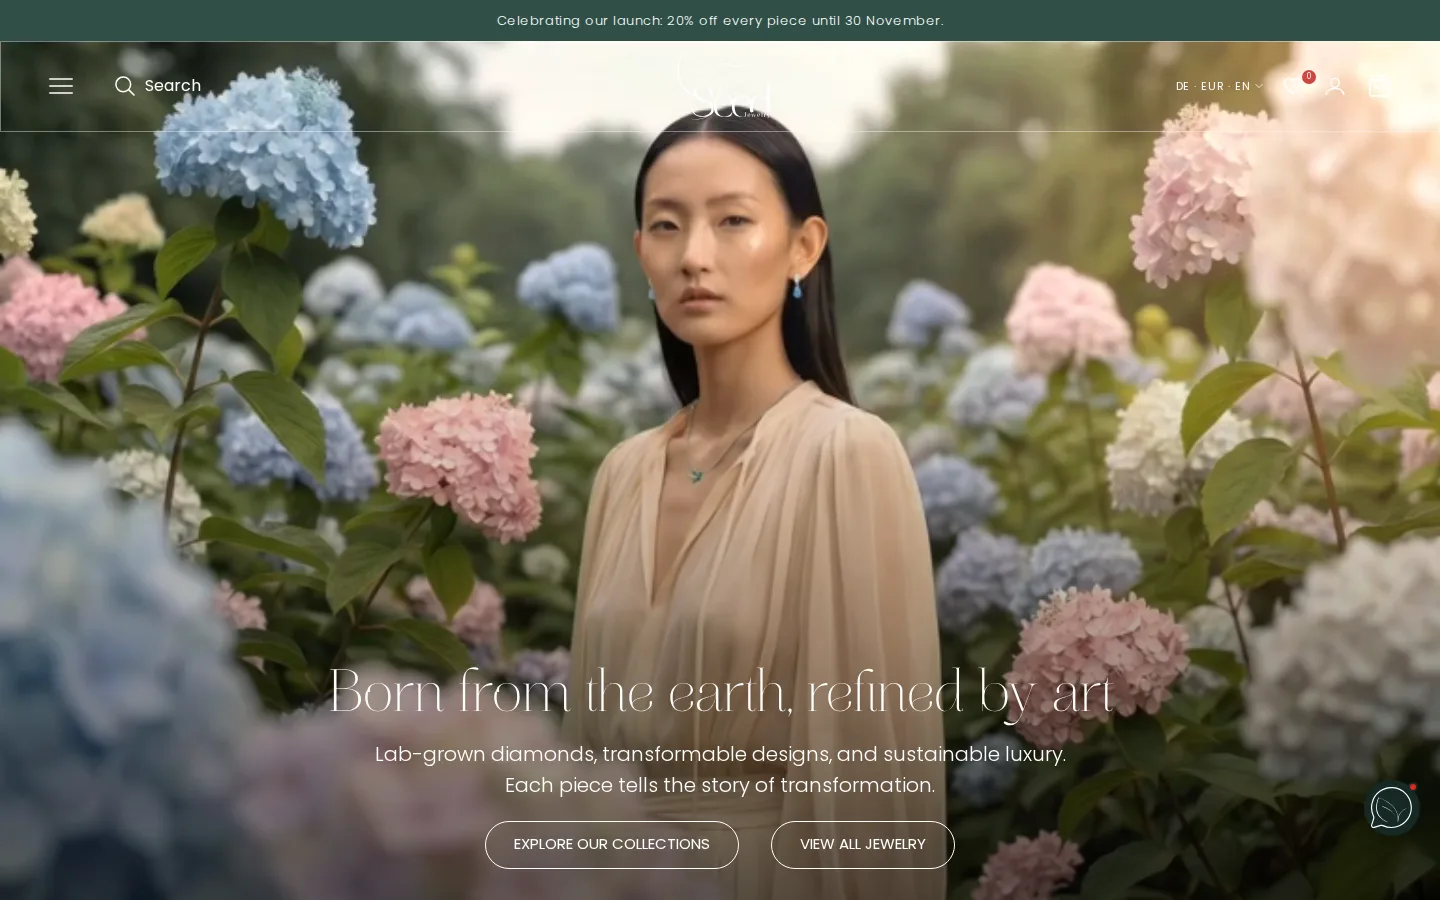 Celebrating our launch: 20% off every piece until 30 November.
Search
Seed
Jewelry
DE · EUR · EN
0
Born from the earth, refined by art
Lab-grown diamonds, transformable designs, and sustainable luxury.
Each piece tells the story of transformation.
EXPLORE OUR COLLECTIONS
VIEW ALL JEWELRY